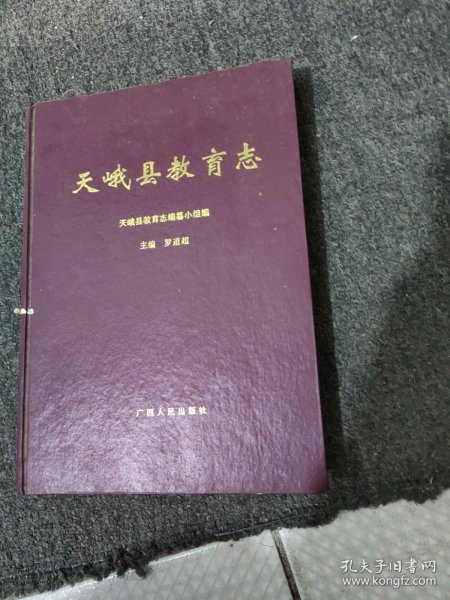 天峨县教育志
天峨县教育志编纂小组编
主编 罗进超
广西人民出版社
孔夫子旧书网
www.kongfz.com